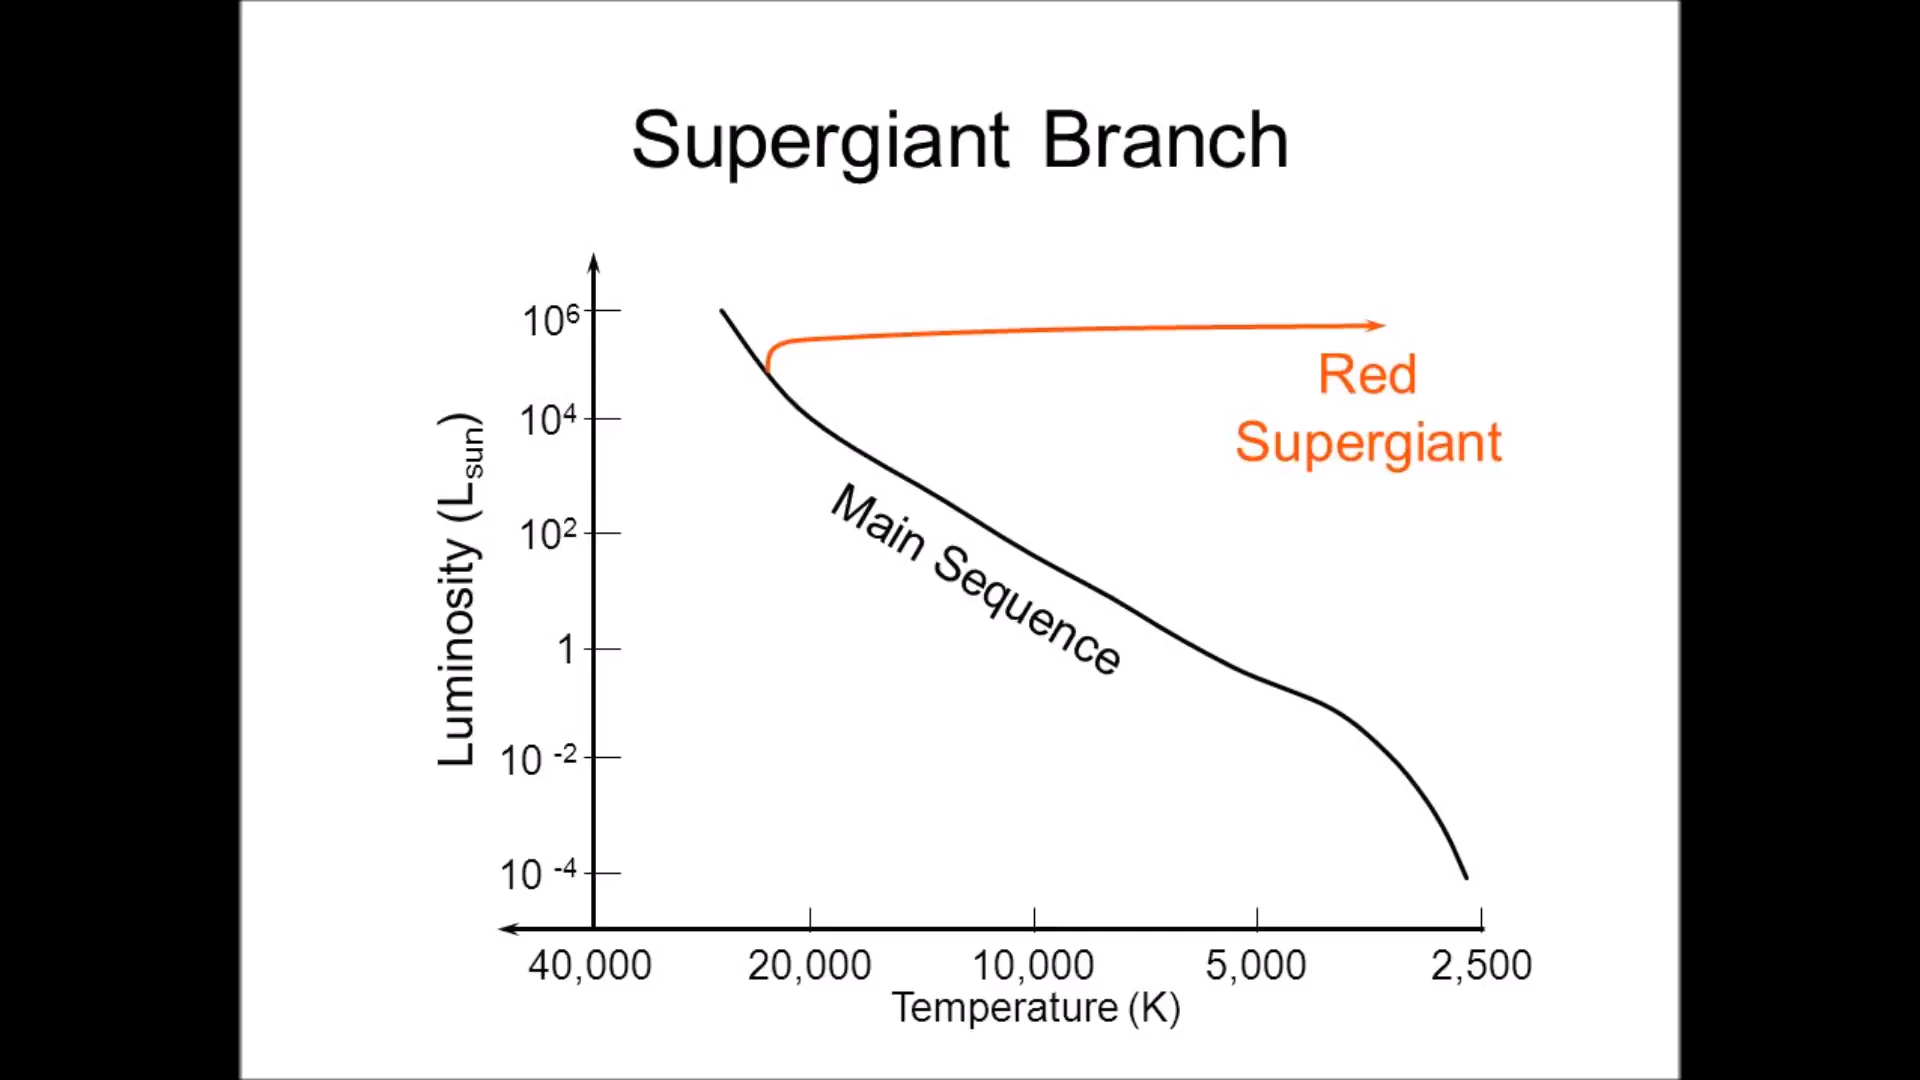 Supergiant Branch
10⁶
10⁴
10²
1
10 ⁻²
10 ⁻⁴
Luminosity (Lsun)
Red
Supergiant
Main Sequence
40,000 20,000 10,000 5,000 2,500
Temperature (K)